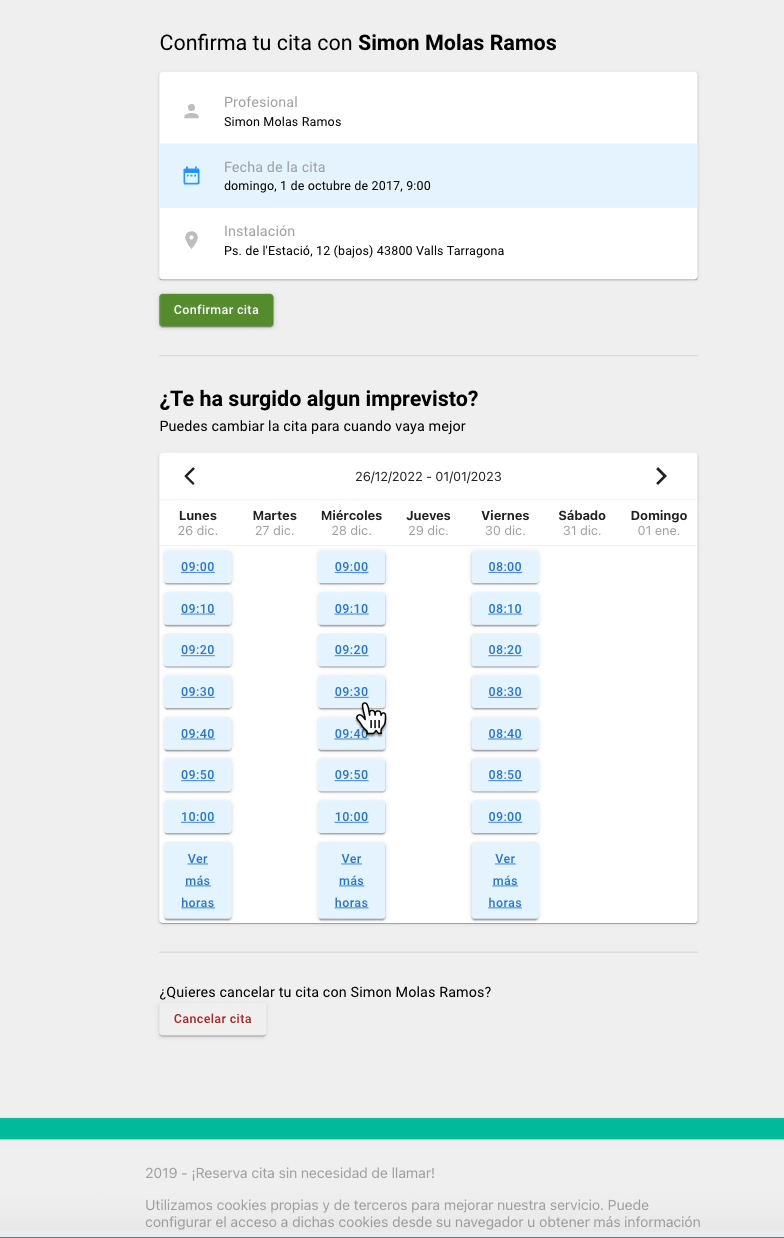 Confirma tu cita con Simon Molas Ramos
Profesional
Simon Molas Ramos
Fecha de la cita
domingo, 1 de octubre de 2017, 9:00
Instalación
Ps. de l'Estació, 12 (bajos) 43800 Valls Tarragona
Confirmar cita
¿Te ha surgido algun imprevisto?
Puedes cambiar la cita para cuando vaya mejor
26/12/2022 - 01/01/2023
Lunes Martes Miércoles Jueves Viernes Sábado Domingo
26 dic. 27 dic. 28 dic. 29 dic. 30 dic. 31 dic. 01 ene.
09:00 09:00 08:00
09:10 09:10 08:10
09:20 09:20 08:20
09:30 09:30 08:30
09:40 09:40 08:40
09:50 09:50 08:50
10:00 10:00 09:00
Ver Ver Ver
más más más
horas horas horas
¿Quieres cancelar tu cita con Simon Molas Ramos?
Cancelar cita
2019 - ¡Reserva cita sin necesidad de llamar!
Utilizamos cookies propias y de terceros para mejorar nuestra servicio. Puede
configurar el acceso a dichas cookies desde su navegador u obtener más información